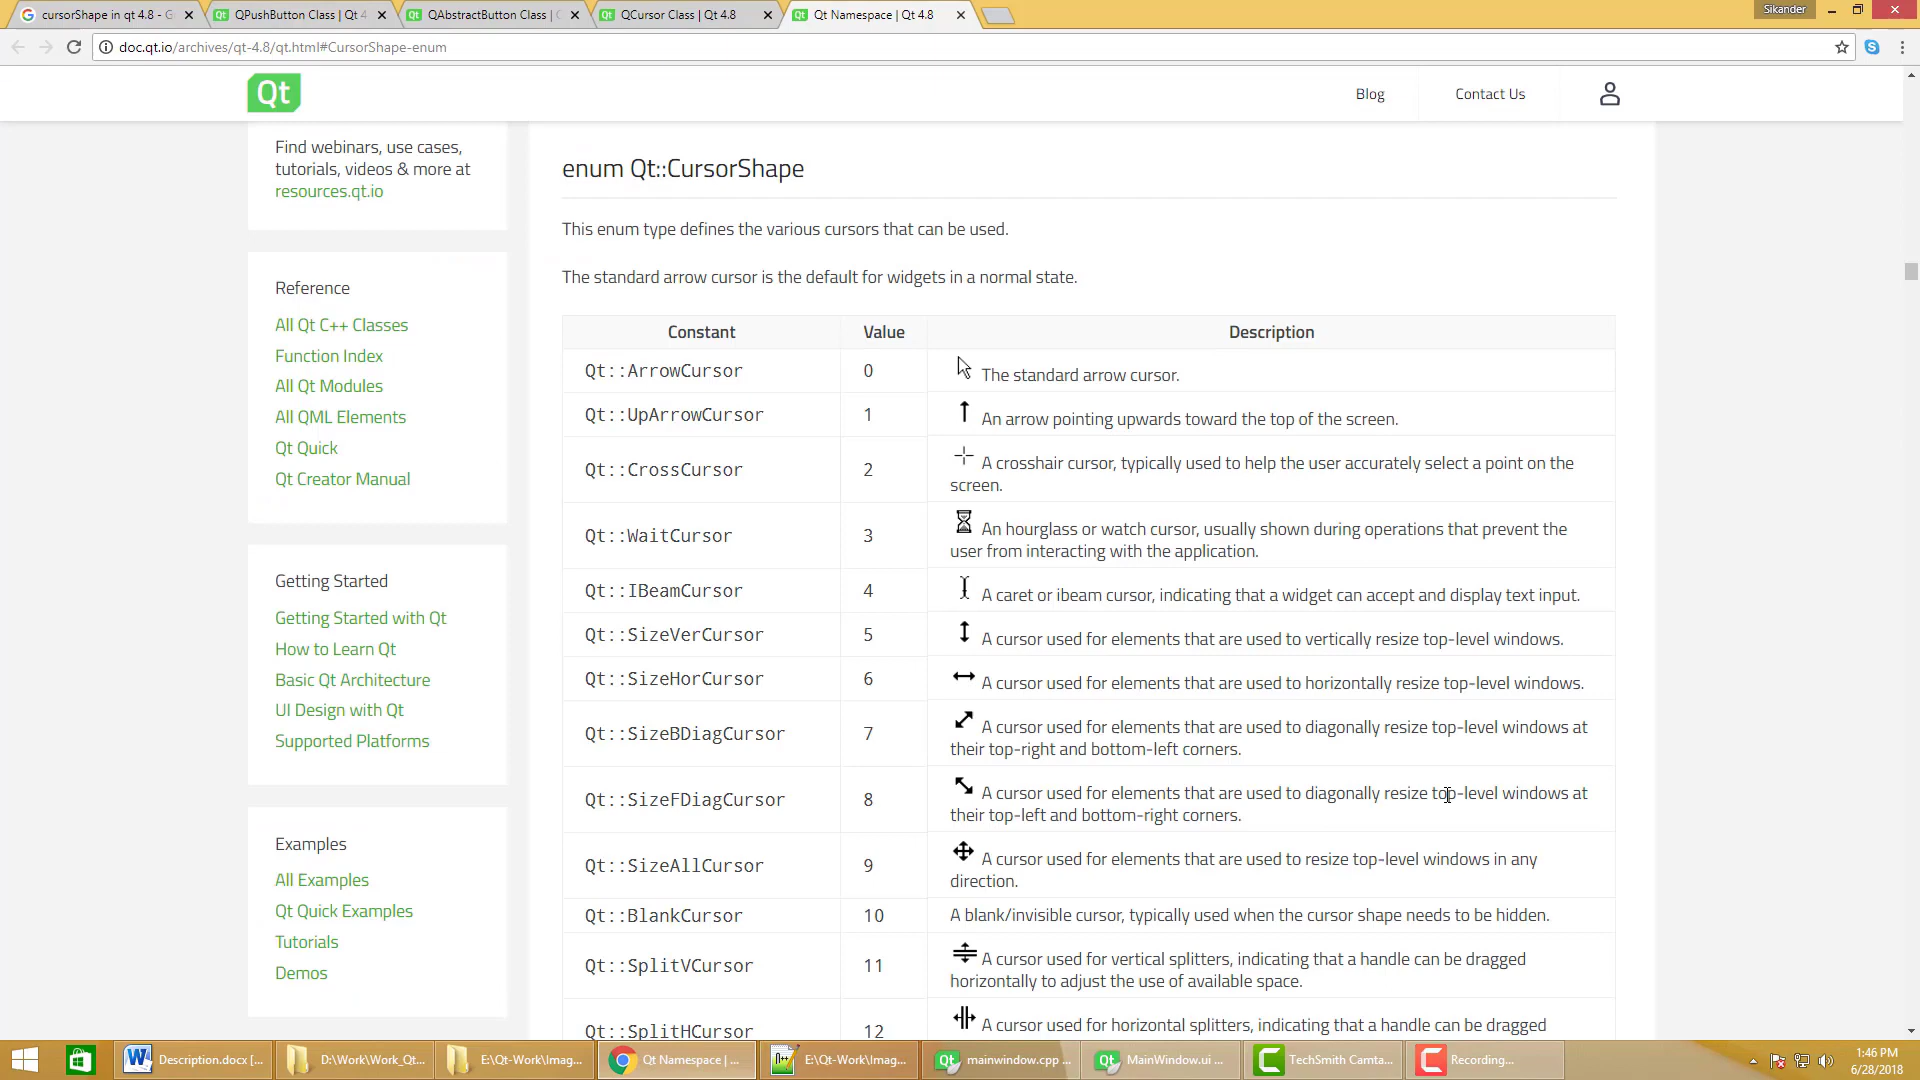 cursorShape in qt 4.8 - G
QPushButton Class | Qt 4
QAbstractButton Class |
QCursor Class | Qt 4.8
Qt Namespace | Qt 4.8
Sikander
doc.qt.io/archives/qt-4.8/qt.html#CursorShape-enum
Qt
Blog
Contact Us
Find webinars, use cases,
tutorials, videos & more at
resources.qt.io
Reference
All Qt C++ Classes
Function Index
All Qt Modules
All QML Elements
Qt Quick
Qt Creator Manual
Getting Started
Getting Started with Qt
How to Learn Qt
Basic Qt Architecture
UI Design with Qt
Supported Platforms
Examples
All Examples
Qt Quick Examples
Tutorials
Demos
enum Qt::CursorShape
This enum type defines the various cursors that can be used.
The standard arrow cursor is the default for widgets in a normal state.
Constant Value Description
Qt::ArrowCursor 0 The standard arrow cursor.
Qt::UpArrowCursor 1 An arrow pointing upwards toward the top of the screen.
Qt::CrossCursor 2 A crosshair cursor, typically used to help the user accurately select a point on the
screen.
Qt::WaitCursor 3 An hourglass or watch cursor, usually shown during operations that prevent the
user from interacting with the application.
Qt::IBeamCursor 4 A caret or ibeam cursor, indicating that a widget can accept and display text input.
Qt::SizeVerCursor 5 A cursor used for elements that are used to vertically resize top-level windows.
Qt::SizeHorCursor 6 A cursor used for elements that are used to horizontally resize top-level windows.
Qt::SizeBDiagCursor 7 A cursor used for elements that are used to diagonally resize top-level windows at
their top-right and bottom-left corners.
Qt::SizeFDiagCursor 8 A cursor used for elements that are used to diagonally resize top-level windows at
their top-left and bottom-right corners.
Qt::SizeAllCursor 9 A cursor used for elements that are used to resize top-level windows in any
direction.
Qt::BlankCursor 10 A blank/invisible cursor, typically used when the cursor shape needs to be hidden.
Qt::SplitVCursor 11 A cursor used for vertical splitters, indicating that a handle can be dragged
horizontally to adjust the use of available space.
Qt::SplitHCursor 12 A cursor used for horizontal splitters, indicating that a handle can be dragged
Description.docx [...
D:\Work\Work_Qt...
E:\Qt-Work\Imag...
Qt Namespace | ...
E:\Qt-Work\Imag...
mainwindow.cpp ...
MainWindow.ui ...
TechSmith Camta...
Recording...
1:46 PM
6/28/2018